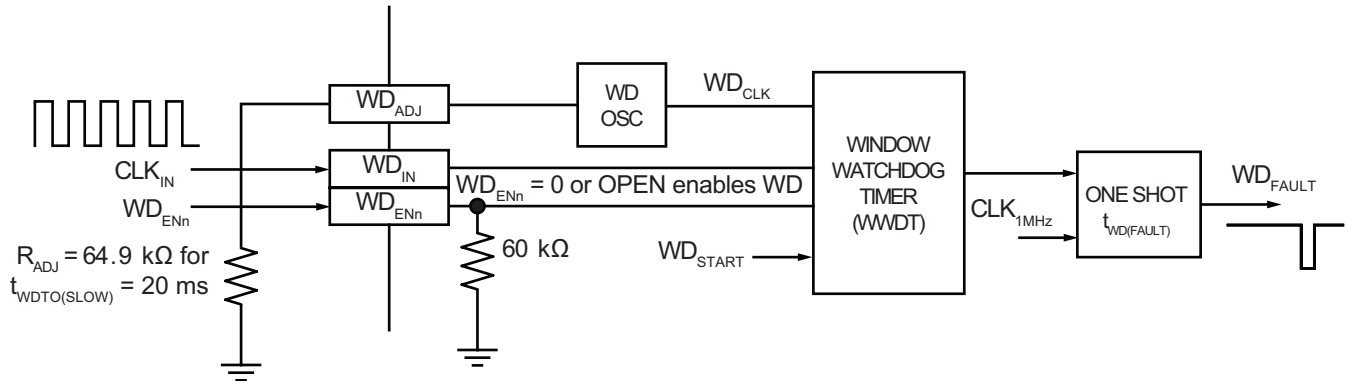 WD_ADJ
WD
OSC
WD_CLK
CLK_IN
WD_IN
WD_ENn = 0 or OPEN enables WD
WD_ENn
WD_ENn
R_ADJ = 64.9 kΩ for
t_WDTO(SLOW) = 20 ms
60 kΩ
WD_START
WINDOW
WATCHDOG
TIMER
(WWDT)
CLK_1MHz
ONE SHOT
t_WD(FAULT)
WD_FAULT